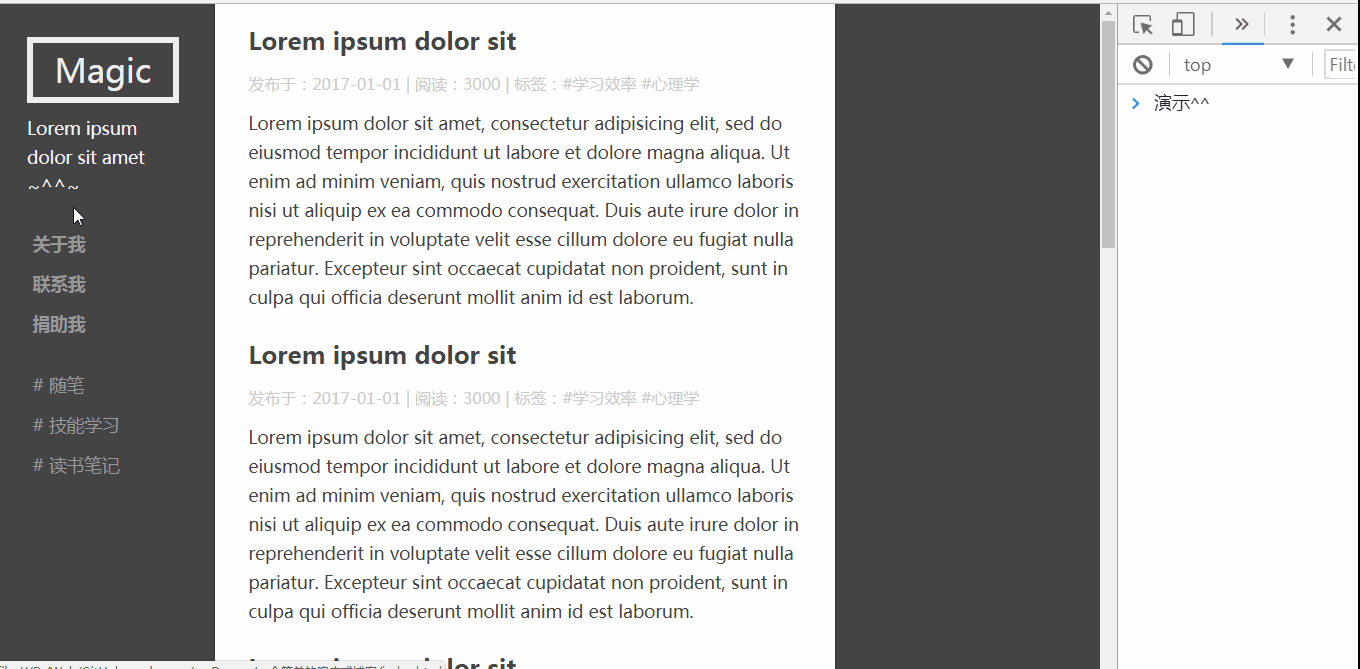 Magic
Lorem ipsum
dolor sit amet
~^^~
关于我
联系我
捐助我
# 随笔
# 技能学习
# 读书笔记
Lorem ipsum dolor sit
发布于：2017-01-01 | 阅读：3000 | 标签：#学习效率 #心理学
Lorem ipsum dolor sit amet, consectetur adipisicing elit, sed do
eiusmod tempor incididunt ut labore et dolore magna aliqua. Ut
enim ad minim veniam, quis nostrud exercitation ullamco laboris
nisi ut aliquip ex ea commodo consequat. Duis aute irure dolor in
reprehenderit in voluptate velit esse cillum dolore eu fugiat nulla
pariatur. Excepteur sint occaecat cupidatat non proident, sunt in
culpa qui officia deserunt mollit anim id est laborum.
Lorem ipsum dolor sit
发布于：2017-01-01 | 阅读：3000 | 标签：#学习效率 #心理学
Lorem ipsum dolor sit amet, consectetur adipisicing elit, sed do
eiusmod tempor incididunt ut labore et dolore magna aliqua. Ut
enim ad minim veniam, quis nostrud exercitation ullamco laboris
nisi ut aliquip ex ea commodo consequat. Duis aute irure dolor in
reprehenderit in voluptate velit esse cillum dolore eu fugiat nulla
pariatur. Excepteur sint occaecat cupidatat non proident, sunt in
culpa qui officia deserunt mollit anim id est laborum.
lor sit
top
Filt
演示^^